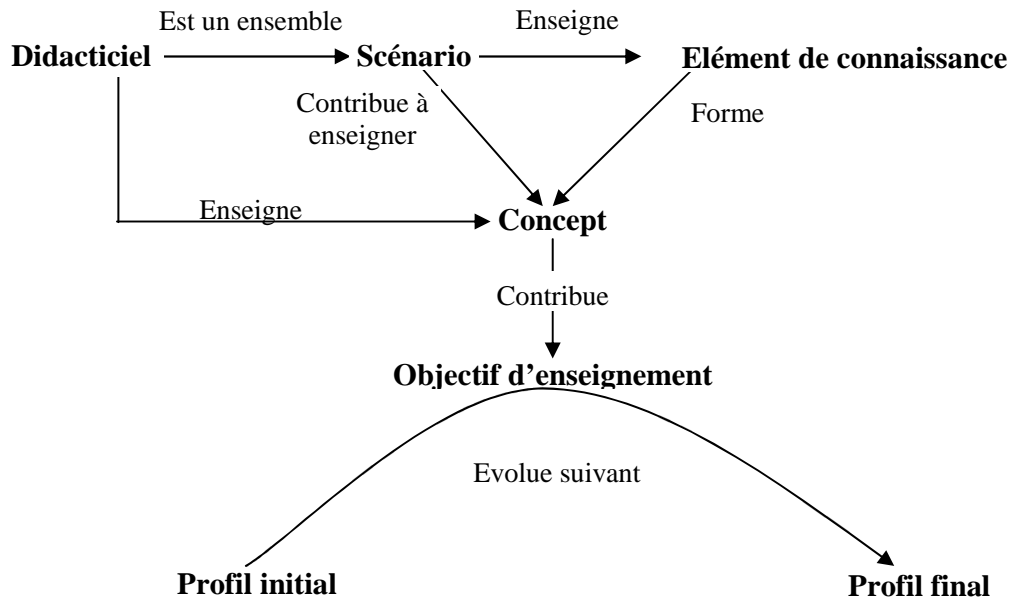 Est un ensemble
Enseigne
Didacticiel
Scénario
Elément de connaissance
Contribue à
enseigner
Forme
Enseigne
Concept
Contribue
Objectif d’enseignement
Evolue suivant
Profil initial
Profil final